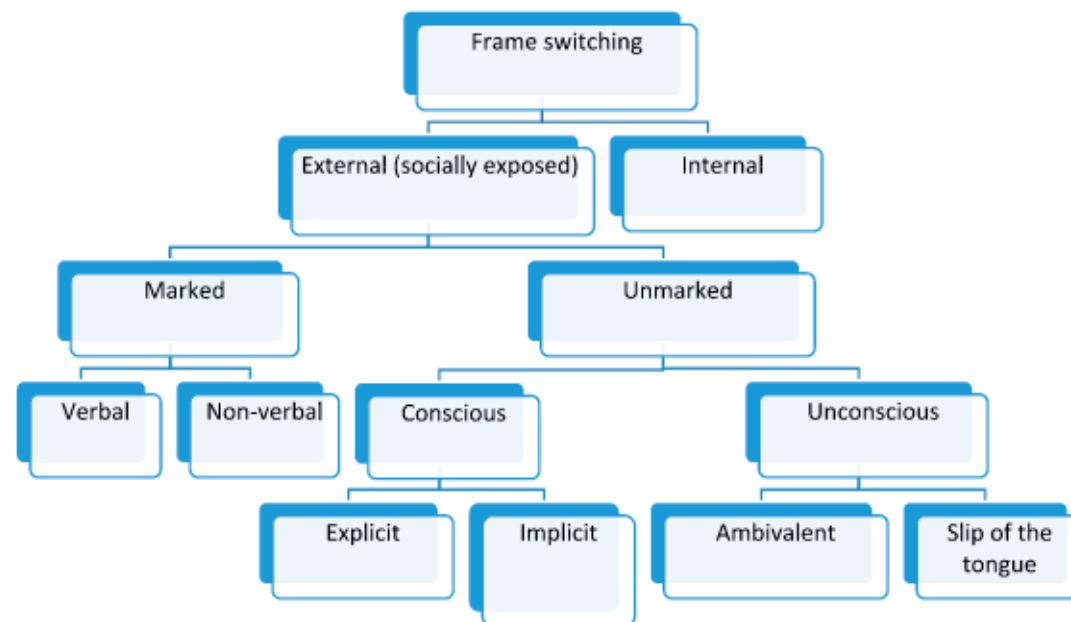 Frame switching
External (socially exposed)
Internal
Marked
Unmarked
Verbal
Non-verbal
Conscious
Unconscious
Explicit
Implicit
Ambivalent
Slip of the
tongue